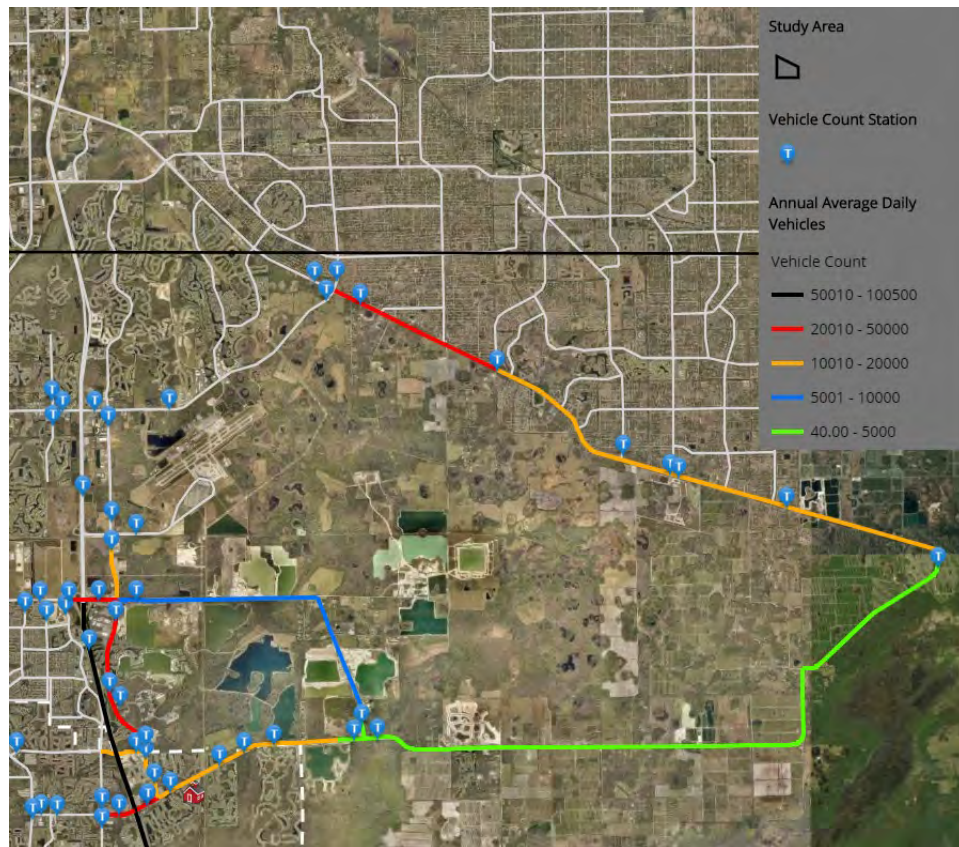 Study Area
Vehicle Count Station
T
Annual Average Daily
Vehicles
Vehicle Count
50010 - 100500
20010 - 50000
10010 - 20000
5001 - 10000
40.00 - 5000